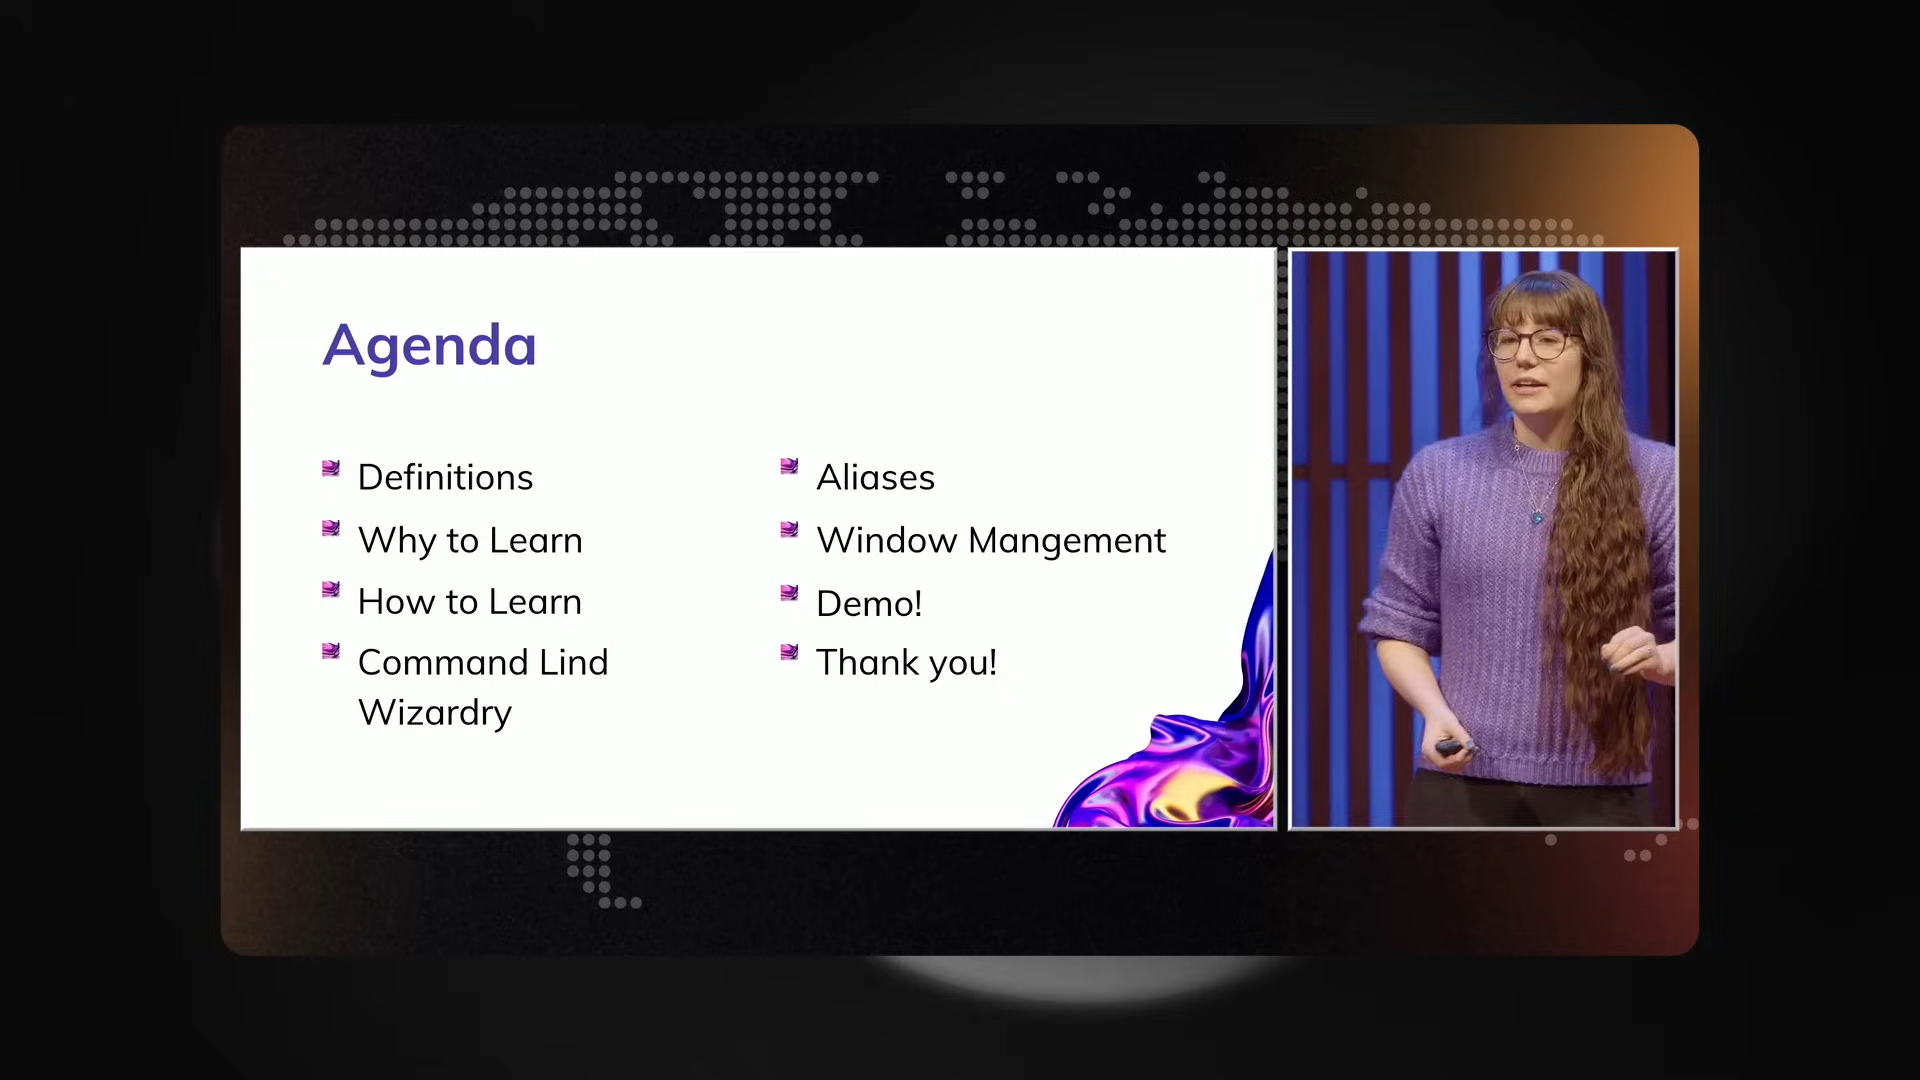 Agenda
Definitions
Why to Learn
How to Learn
Command Lind
Wizardry
Aliases
Window Mangement
Demo!
Thank you!